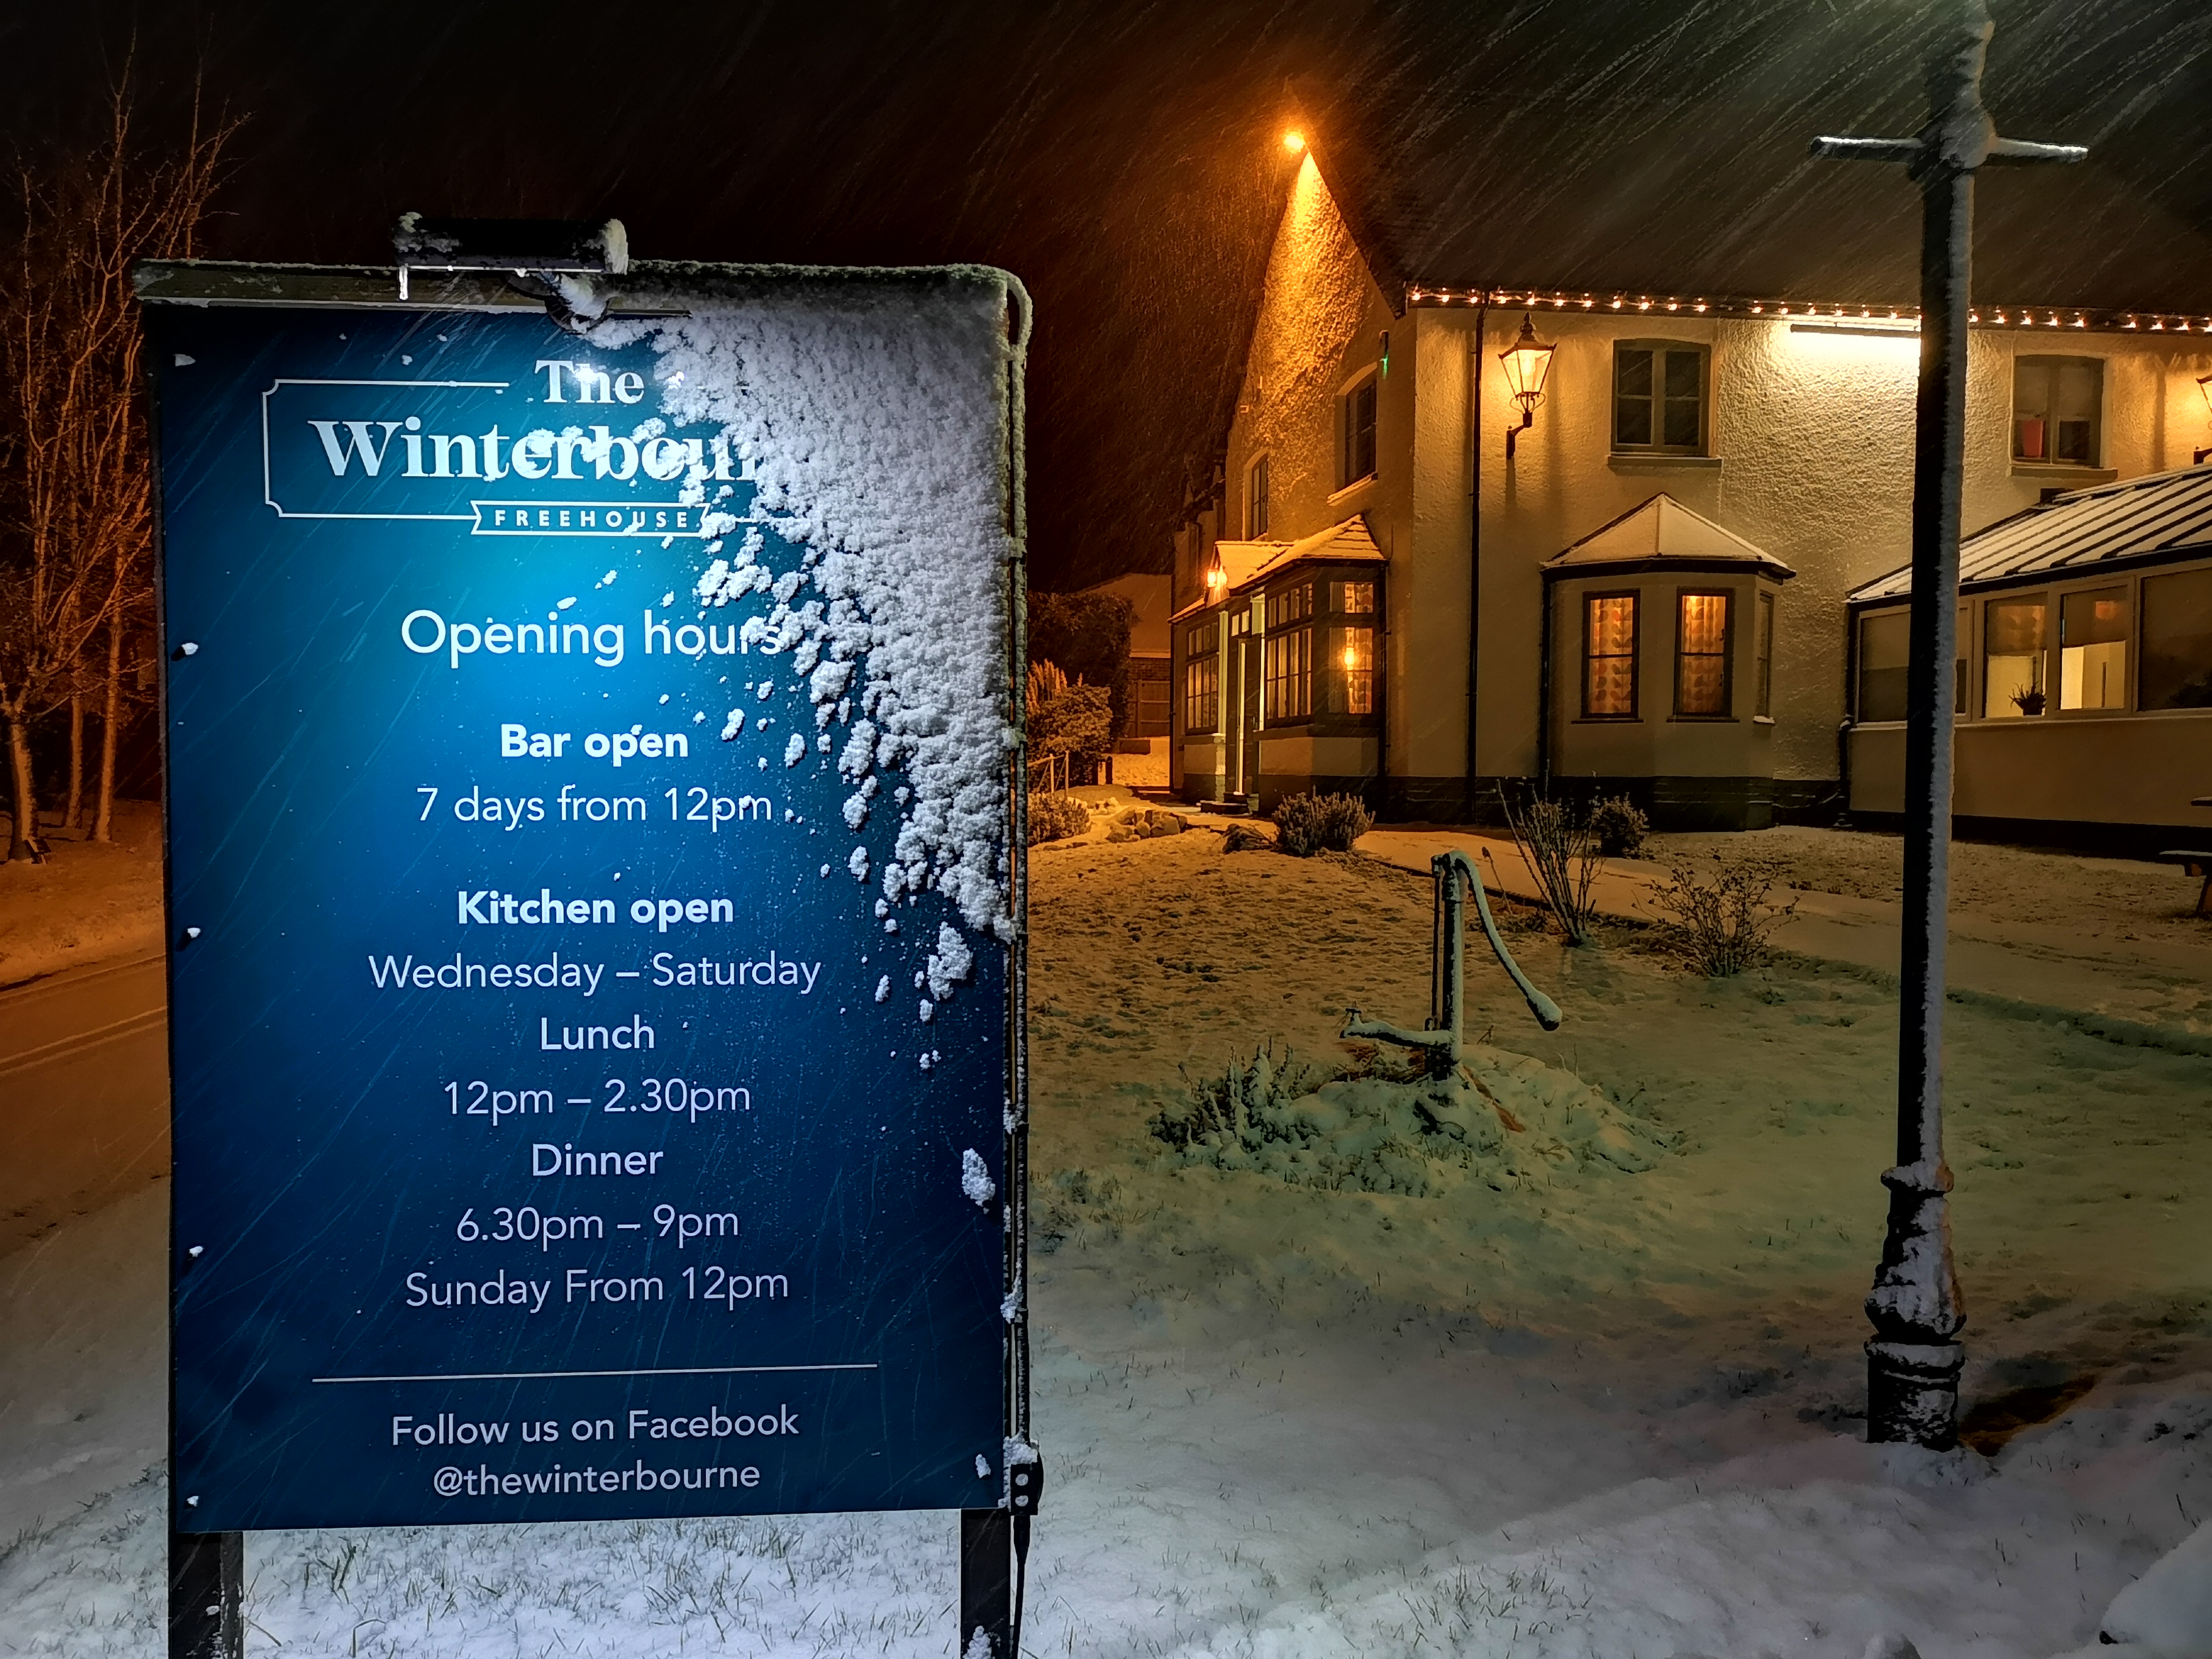 The
Winterbou
FREEHOUSE
Opening hours
Bar open
7 days from 12pm
Kitchen open
Wednesday – Saturday
Lunch
12pm – 2.30pm
Dinner
6.30pm – 9pm
Sunday From 12pm
Follow us on Facebook
@thewinterbourne